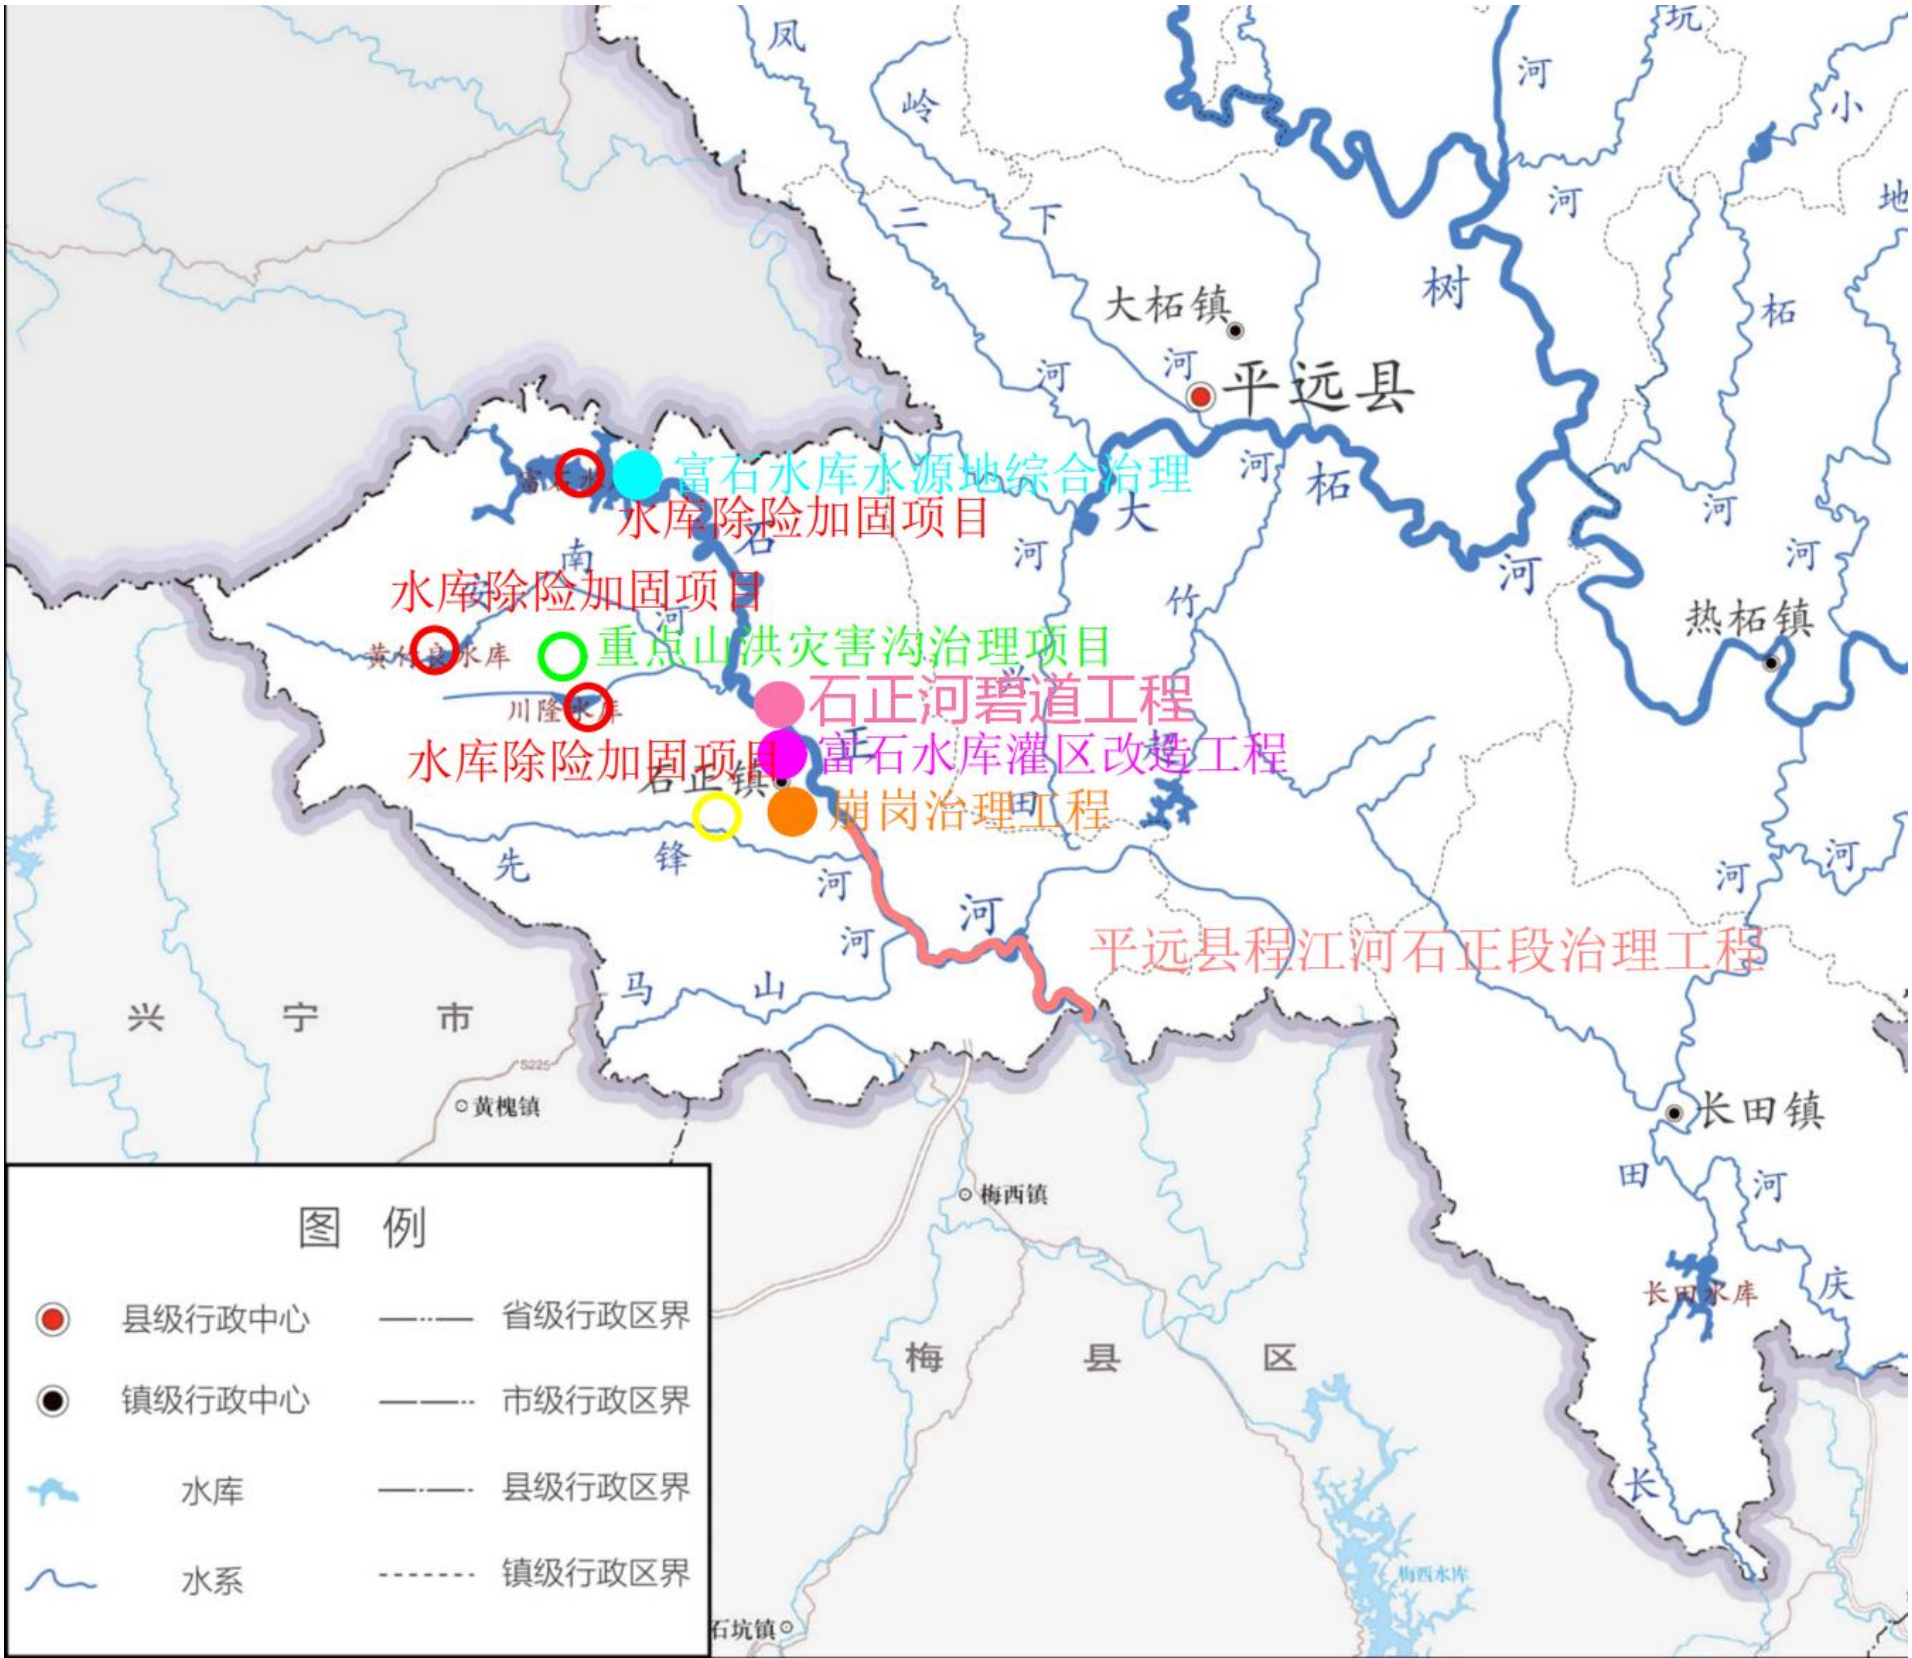 凤
坑
河
岭
小
河
地
二
下
树
大柘镇
柘
河
河
平远县
富石水库水源地综合治理
河
柘
大
水库除险加固项目
石
河
南
河
河
河
水库除险加固项目
安
竹
河
热柘镇
重点山洪灾害沟治理项目
黄竹良水库
兴
石正河碧道工程
川隆水库
正
超
富石水库灌区改造工程
水库除险加固项目
石正镇
田
崩岗治理工程
先
锋
河
河
河
河
河
河
平远县程江河石正段治理工程
马
山
兴 宁 市
S225
黄槐镇
长田镇
梅西镇
田
河
庆
长田水库
梅 县 区
长
梅西水库
石坑镇
图 例
县级行政中心
省级行政区界
镇级行政中心
市级行政区界
水库
县级行政区界
水系
镇级行政区界